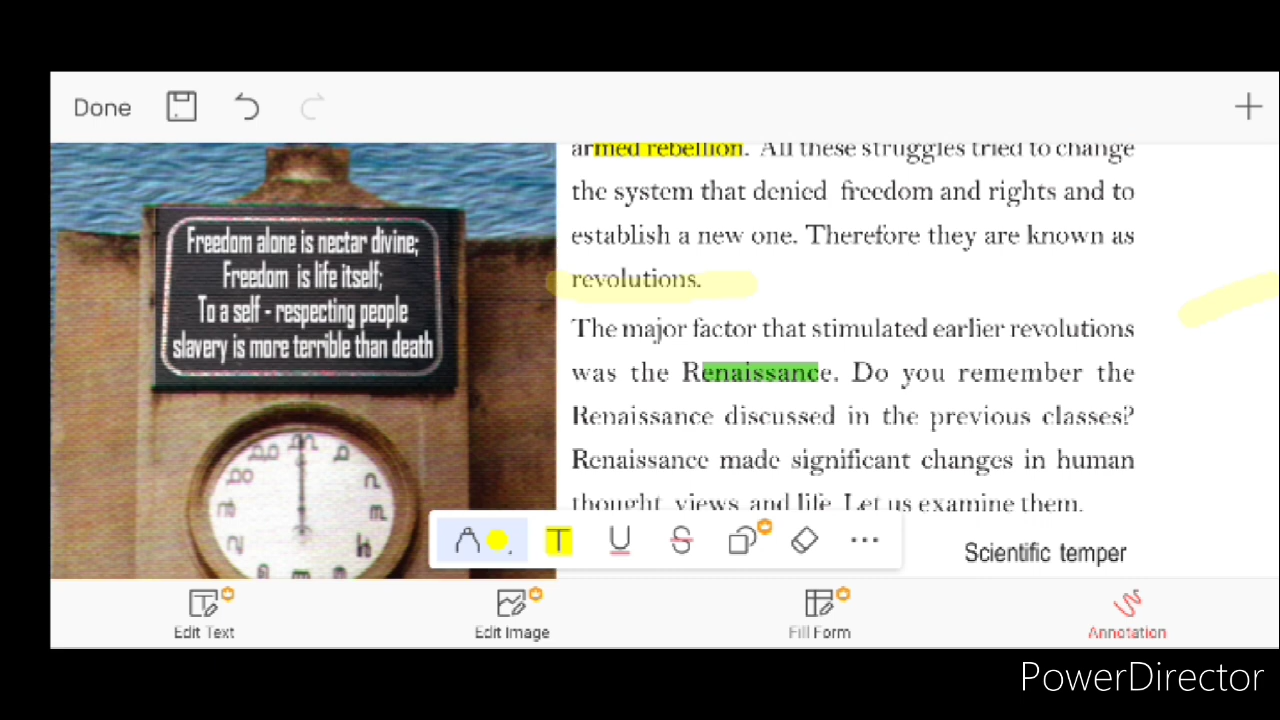 Done
armed rebellion. All these struggles tried to change
the system that denied freedom and rights and to
establish a new one. Therefore they are known as
revolutions.
The major factor that stimulated earlier revolutions
was the Renaissance. Do you remember the
Renaissance discussed in the previous classes?
Renaissance made significant changes in human
thought, views and life. Let us examine them.
Scientific temper
Freedom alone is nectar divine;
Freedom is life itself;
To a self - respecting people
slavery is more terrible than death
T U S
Edit Text
Edit Image
Fill Form
Annotation
PowerDirector